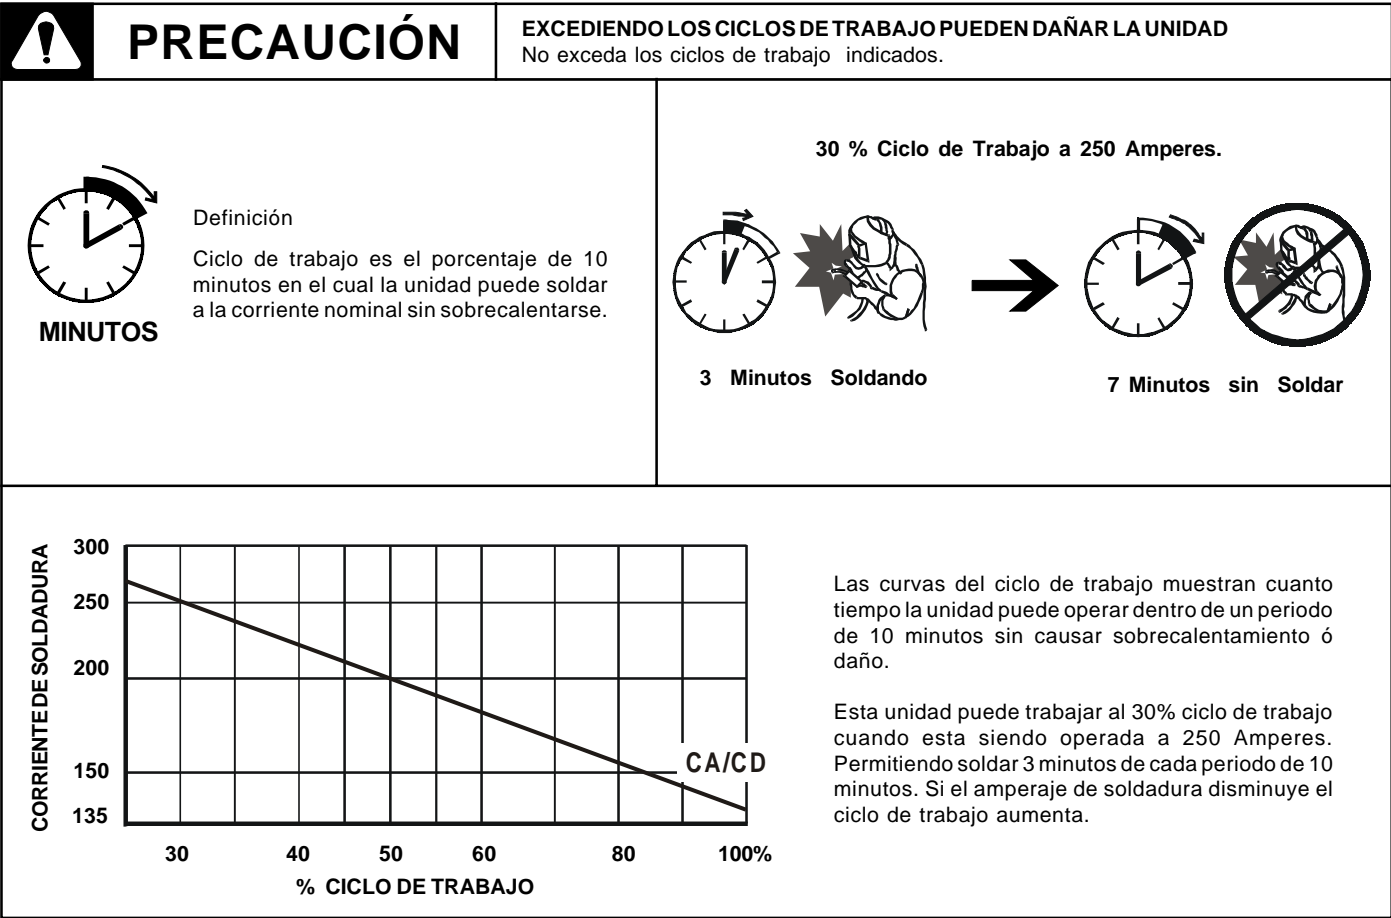 PRECAUCIÓN
EXCEDIENDO LOS CICLOS DE TRABAJO PUEDEN DAÑAR LA UNIDAD
No exceda los ciclos de trabajo indicados.
MINUTOS
Definición
Ciclo de trabajo es el porcentaje de 10
minutos en el cual la unidad puede soldar
a la corriente nominal sin sobrecalentarse.
30 % Ciclo de Trabajo a 250 Amperes.
3 Minutos Soldando
7 Minutos sin Soldar
CORRIENTE DE SOLDADURA
300
250
200
150
135
CA/CD
30 40 50 60 80 100%
% CICLO DE TRABAJO
Las curvas del ciclo de trabajo muestran cuanto
tiempo la unidad puede operar dentro de un periodo
de 10 minutos sin causar sobrecalentamiento ó
daño.
Esta unidad puede trabajar al 30% ciclo de trabajo
cuando esta siendo operada a 250 Amperes.
Permitiendo soldar 3 minutos de cada periodo de 10
minutos. Si el amperaje de soldadura disminuye el
ciclo de trabajo aumenta.